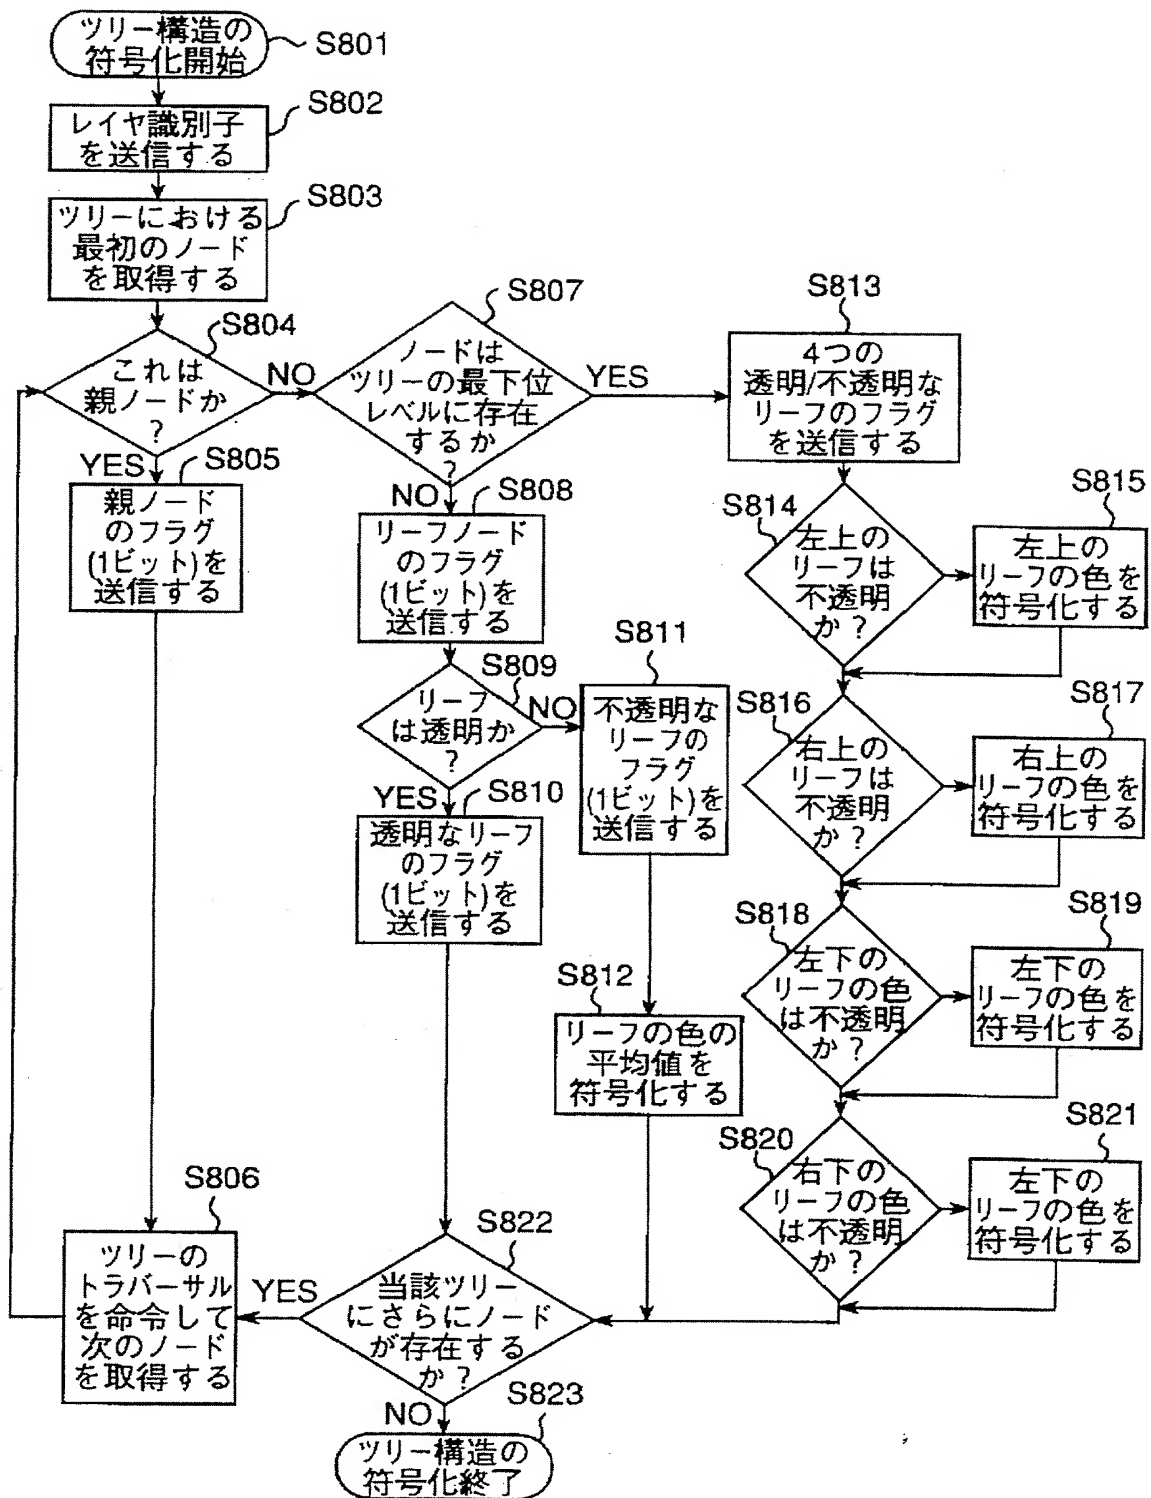 ツリー構造の
符号化開始
S801
レイヤ識別子
を送信する
S802
ツリーにおける
最初のノード
を取得する
S803
これは
親ノードか
?
S804
NO
YES
親ノード
のフラグ
(1ビット)を
送信する
S805
ツリーの
トラバーサル
を命令して
次のノード
を取得する
S806
ノードは
ツリーの最下位
レベルに存在
するか
?
S807
YES
NO
リーフノード
のフラグ
(1ビット)を
送信する
S808
リーフ
は透明か
?
S809
NO
YES
透明なリーフ
のフラグ
(1ビット)を
送信する
S810
不透明な
リーフの
フラグ
(1ビット)を
送信する
S811
リーフの色の
平均値を
符号化する
S812
4つの
透明/不透明な
リーフのフラグ
を送信する
S813
左上の
リーフは
不透明
か?
S814
左上の
リーフの色を
符号化する
S815
右上の
リーフは
不透明
か?
S816
右上の
リーフの色を
符号化する
S817
左下の
リーフの色
は不透明
か?
S818
左下の
リーフの色を
符号化する
S819
右下の
リーフの色
は不透明
か?
S820
左下の
リーフの色を
符号化する
S821
当該ツリー
にさらにノード
が存在する
か?
S822
YES
NO
ツリー構造の
符号化終了
S823